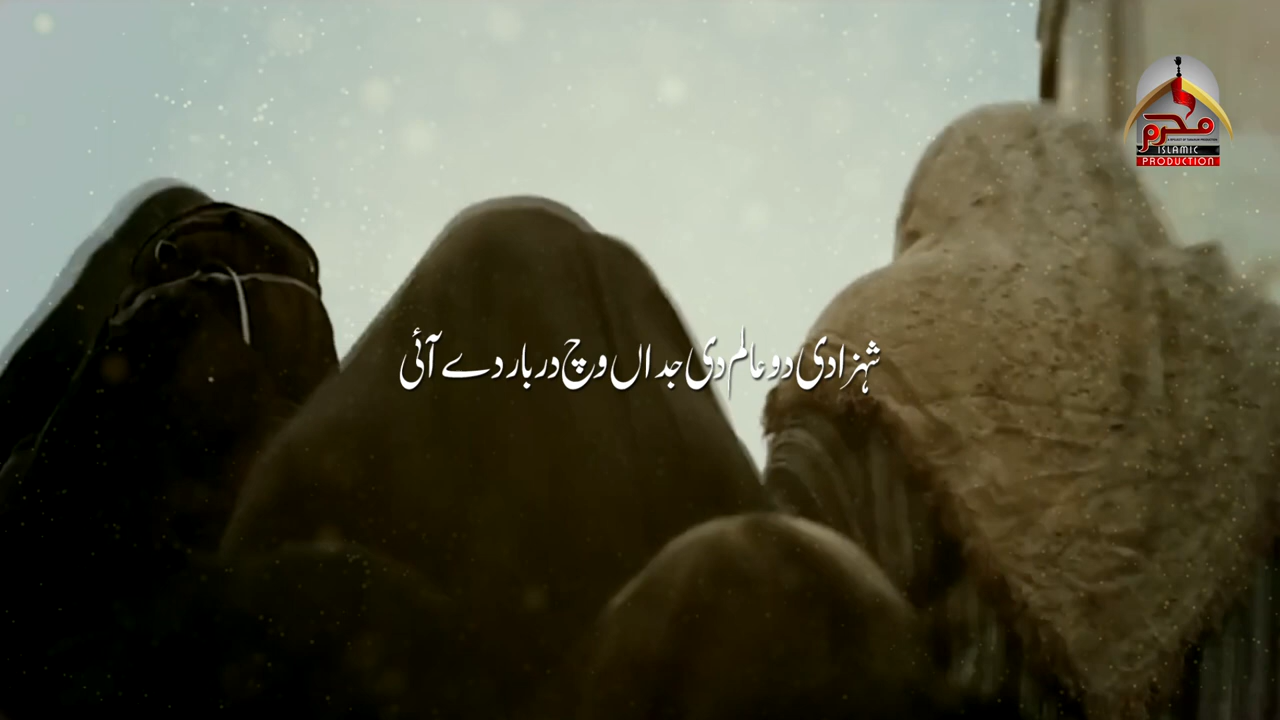 محرم
ISLAMIC
PRODUCTION
شہزادی دو عالم دی جداں وچ دربار دے آئی